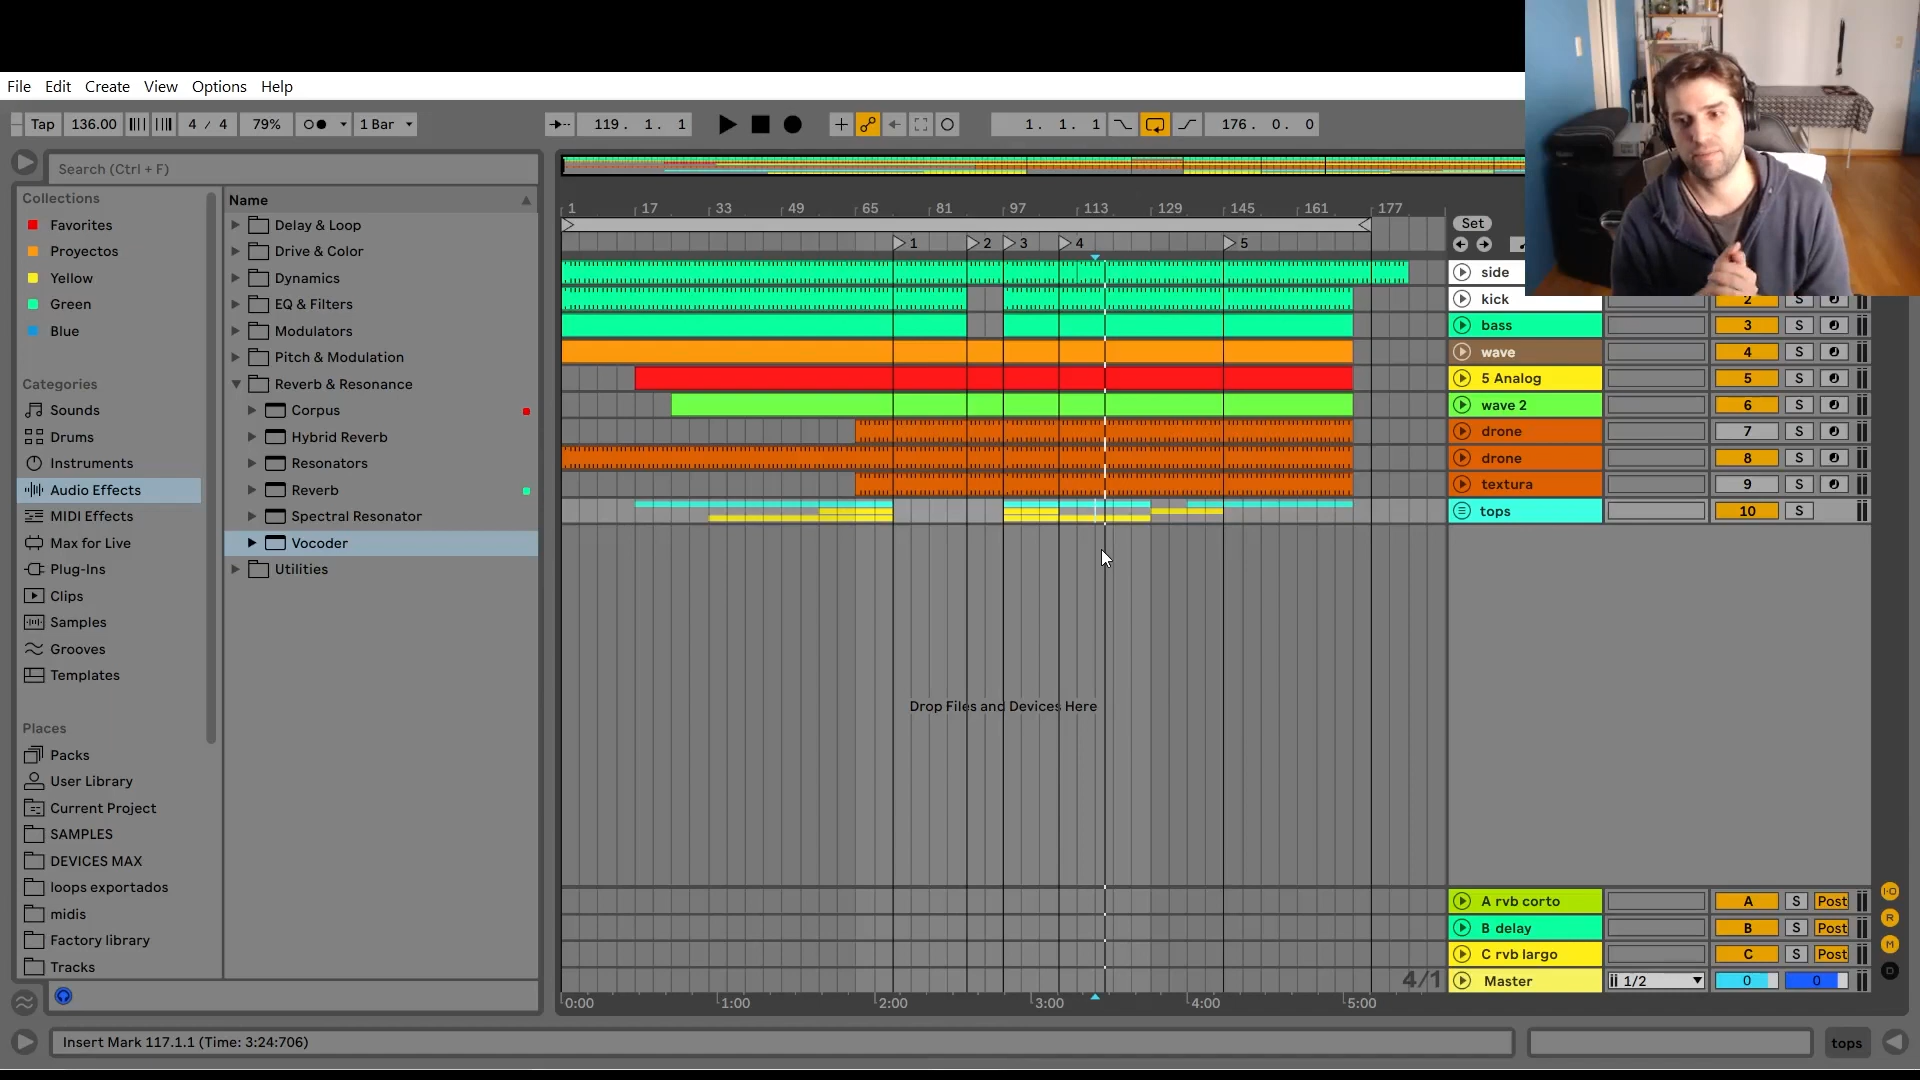 File Edit Create View Options Help
Tap 136.00 4 / 4 79% 1 Bar 119. 1. 1 1. 1. 1 176. 0. 0
Search (Ctrl + F)
Collections
Favorites
Proyectos
Yellow
Green
Blue
Categories
Sounds
Drums
Instruments
Audio Effects
MIDI Effects
Max for Live
Plug-Ins
Clips
Samples
Grooves
Templates
Places
Packs
User Library
Current Project
SAMPLES
DEVICES MAX
loops exportados
midis
Factory library
Tracks
Name
Delay & Loop
Drive & Color
Dynamics
EQ & Filters
Modulators
Pitch & Modulation
Reverb & Resonance
Corpus
Hybrid Reverb
Resonators
Reverb
Spectral Resonator
Vocoder
Utilities
1 17 33 49 65 81 97 113 129 145 161 177
Set
1 2 3 4 5
side
kick 2 S
bass 3 S
wave 4 S
5 Analog 5 S
wave 2 6 S
drone 7 S
drone 8 S
textura 9 S
tops 10 S
Drop Files and Devices Here
A rvb corto A S Post
B delay B S Post
C rvb largo C S Post
4/1 Master 1/2 0 0
I·O
R
M
D
0:00 1:00 2:00 3:00 4:00 5:00
Insert Mark 117.1.1 (Time: 3:24:706) tops